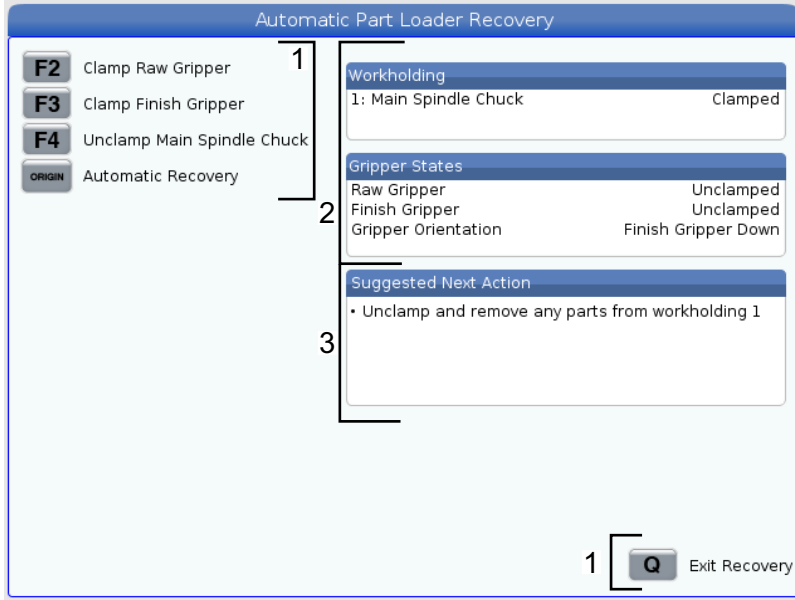 Automatic Part Loader Recovery
F2 Clamp Raw Gripper
F3 Clamp Finish Gripper
F4 Unclamp Main Spindle Chuck
ORIGIN Automatic Recovery
1
2
Workholding
1: Main Spindle Chuck Clamped
Gripper States
Raw Gripper Unclamped
Finish Gripper Unclamped
Gripper Orientation Finish Gripper Down
3
Suggested Next Action
• Unclamp and remove any parts from workholding 1
1
Q Exit Recovery